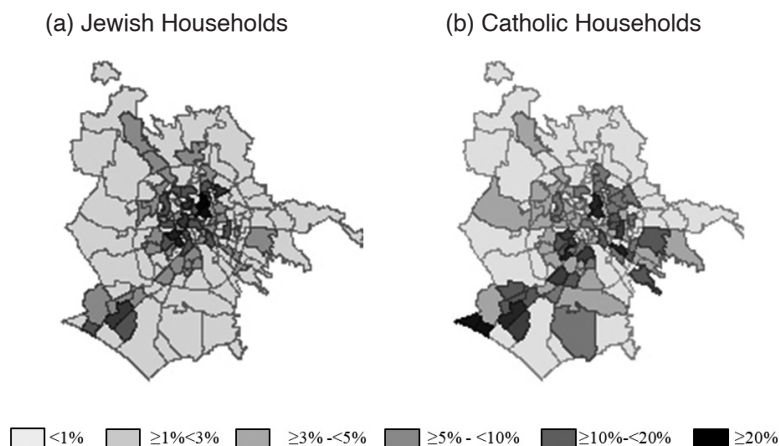 (a) Jewish Households (b) Catholic Households
<1% ≥1%<3% ≥3% -<5% ≥5% - <10% ≥10%-<20% ≥20%